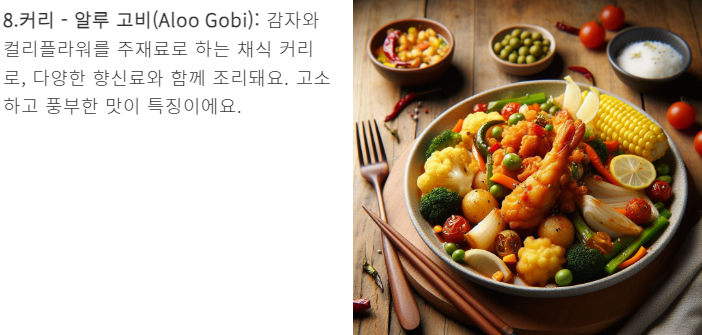 8.커리 - 알루 고비(Aloo Gobi): 감자와
컬리플라워를 주재료로 하는 채식 커리
로, 다양한 향신료와 함께 조리돼요. 고소
하고 풍부한 맛이 특징이에요.